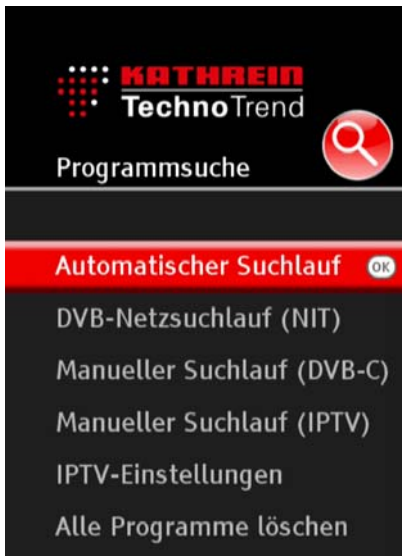 KATHREIN
TechnoTrend
Programmsuche
Automatischer Suchlauf OK
DVB-Netzsuchlauf (NIT)
Manueller Suchlauf (DVB-C)
Manueller Suchlauf (IPTV)
IPTV-Einstellungen
Alle Programme löschen